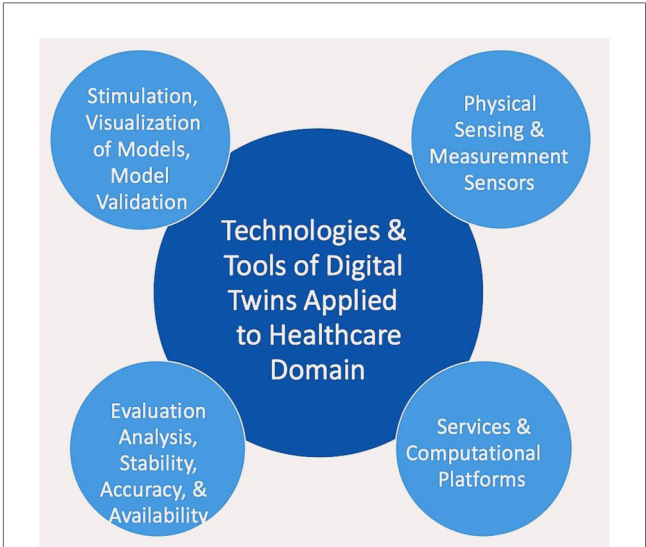 Stimulation,
Visualization
of Models,
Model
Validation
Physical
Sensing &
Measuremnent
Sensors
Technologies &
Tools of Digital
Twins Applied
to Healthcare
Domain
Evaluation
Analysis,
Stability,
Accuracy, &
Availability
Services &
Computational
Platforms